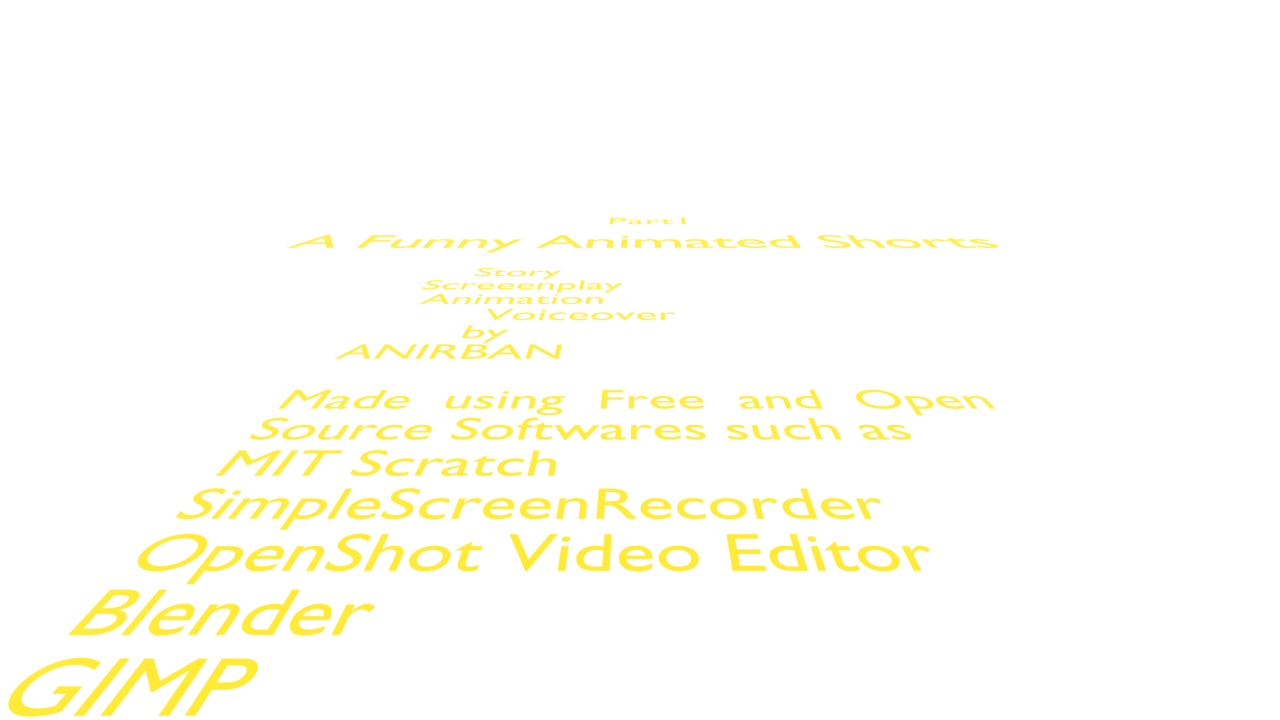 Part1
A Funny Animated Shorts
Story
Screeenplay
Animation
Voiceover
by
ANIRBAN
Made using Free and Open
Source Softwares such as
MIT Scratch
SimpleScreenRecorder
OpenShot Video Editor
Blender
GIMP